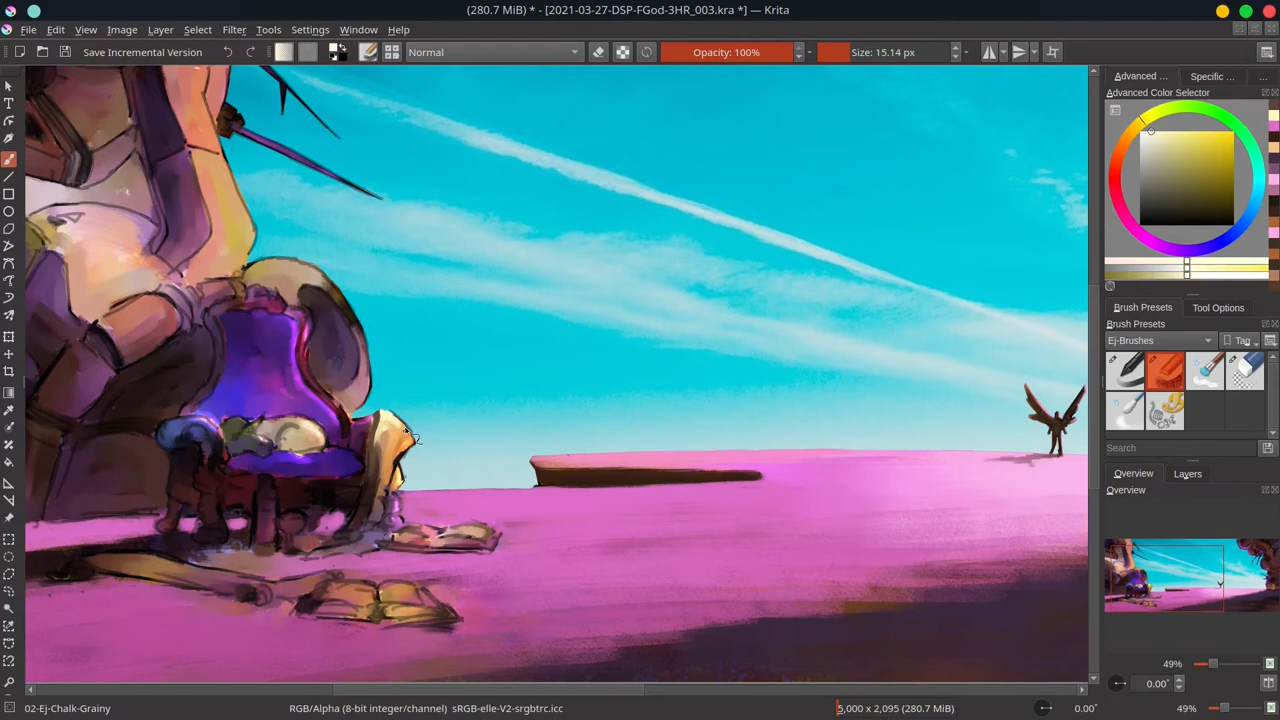 (280.7 MiB) * - [2021-03-27-DSP-FGod-3HR_003.kra *] — Krita
File Edit View Image Layer Select Filter Tools Settings Window Help
Save Incremental Version Normal Opacity: 100% Size: 15.14 px
Advanced ... Specific ... ...
Advanced Color Selector
Brush Presets Tool Options
Brush Presets
Ej-Brushes Tag
Search
Overview Layers
Overview
49%
0.00°
02-Ej-Chalk-Grainy RGB/Alpha (8-bit integer/channel) sRGB-elle-V2-srgbtrc.icc 5,000 x 2,095 (280.7 MiB) 0.00° 49%